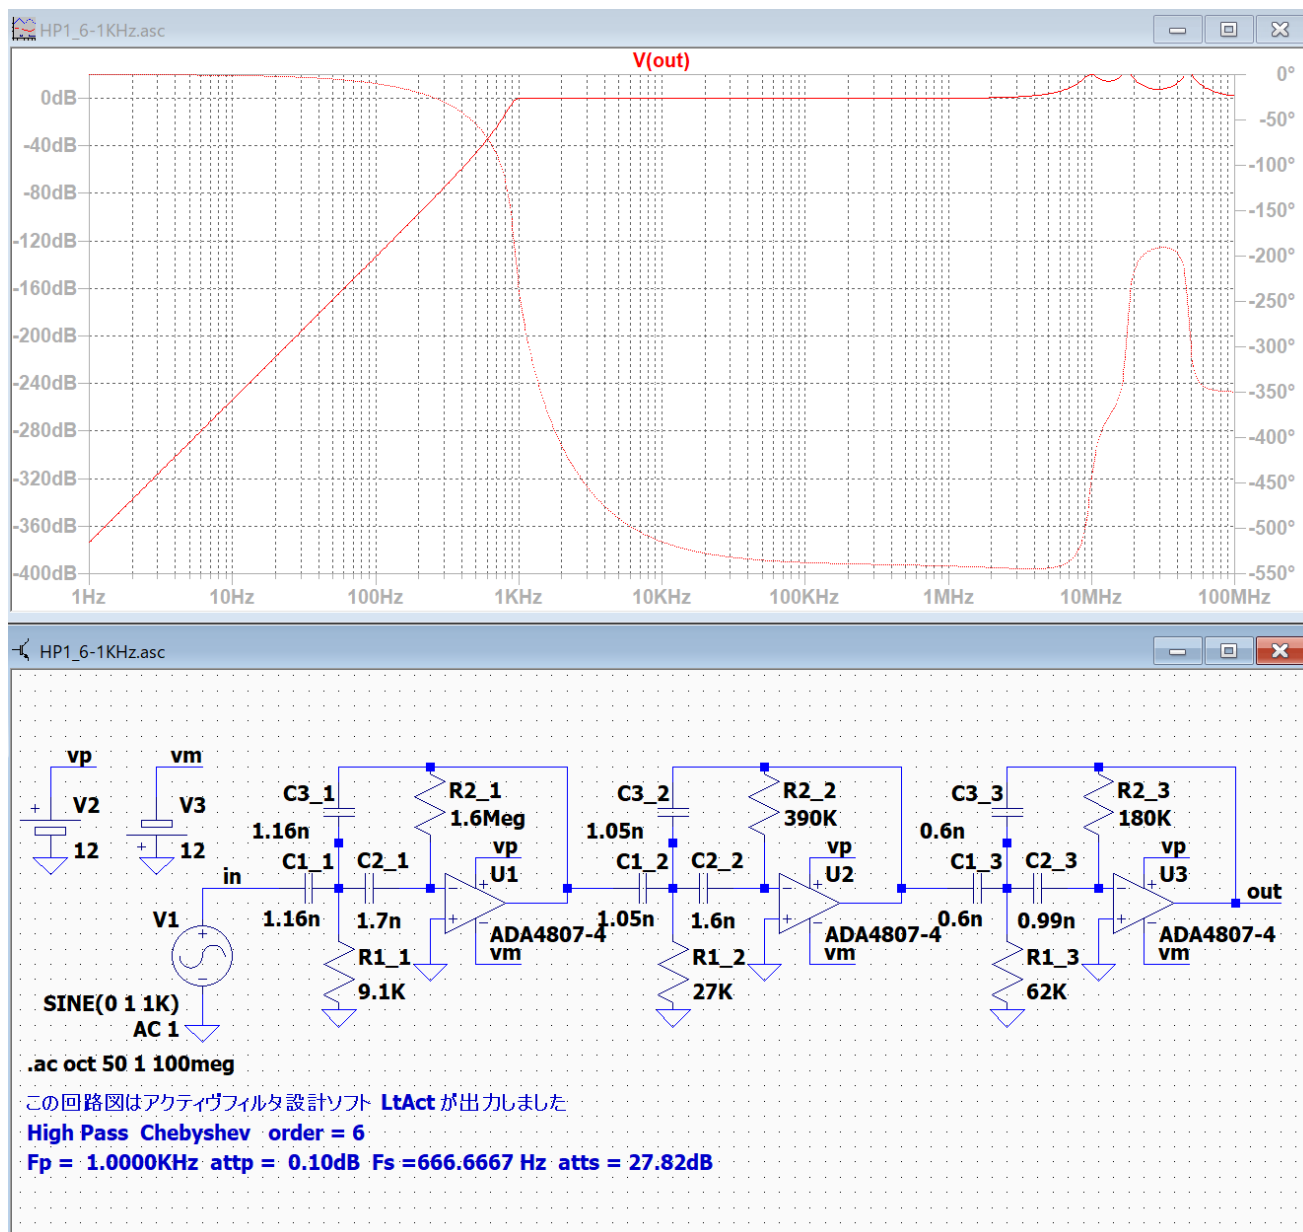 HP1_6-1KHz.asc
V(out)
0dB
-40dB
-80dB
-120dB
-160dB
-200dB
-240dB
-280dB
-320dB
-360dB
-400dB
0°
-50°
-100°
-150°
-200°
-250°
-300°
-350°
-400°
-450°
-500°
-550°
1Hz 10Hz 100Hz 1KHz 10KHz 100KHz 1MHz 10MHz 100MHz
HP1_6-1KHz.asc
vp vm
V2 V3
12 12
in
V1
SINE(0 1 1K)
AC 1
C3_1 R2_1
1.16n 1.6Meg
C1_1 C2_1
1.16n 1.7n
vp
U1
ADA4807-4
vm
R1_1
9.1K
C3_2 R2_2
1.05n 390K
C1_2 C2_2
1.05n 1.6n
vp
U2
ADA4807-4
vm
R1_2
27K
C3_3 R2_3
0.6n 180K
C1_3 C2_3
0.6n 0.99n
vp
U3
out
ADA4807-4
vm
R1_3
62K
.ac oct 50 1 100meg
この回路図はアクティヴフィルタ設計ソフト LtAct が出力しました
High Pass Chebyshev order = 6
Fp = 1.0000KHz attp = 0.10dB Fs =666.6667 Hz atts = 27.82dB